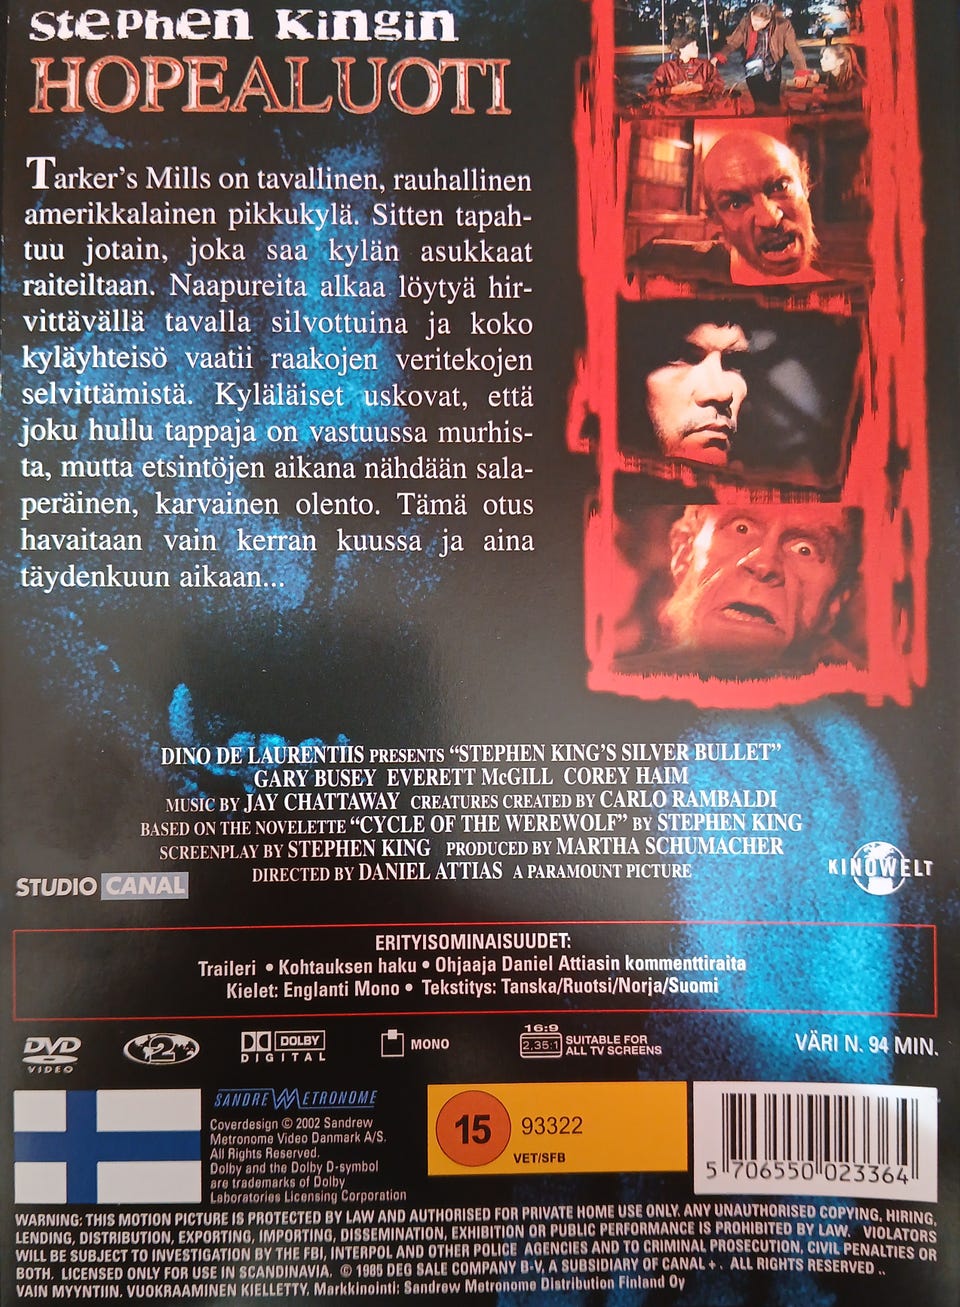 Stephen Kingin
HOPEALUOTI
Tarker's Mills on tavallinen, rauhallinen
amerikkalainen pikkukylä. Sitten tapah-
tuu jotain, joka saa kylän asukkaat
raiteiltaan. Naapureita alkaa löytyä hir-
vittävällä tavalla silvottuina ja koko
kyläyhteisö vaatii raakojen veritekojen
selvittämistä. Kyläläiset uskovat, että
joku hullu tappaja on vastuussa murhis-
ta, mutta etsintöjen aikana nähdään sala-
peräinen, karvainen olento. Tämä otus
havaitaan vain kerran kuussa ja aina
täydenkuun aikaan...
DINO DE LAURENTIIS PRESENTS "STEPHEN KING'S SILVER BULLET"
GARY BUSEY EVERETT McGILL COREY HAIM
MUSIC BY JAY CHATTAWAY CREATURES CREATED BY CARLO RAMBALDI
BASED ON THE NOVELETTE "CYCLE OF THE WEREWOLF" BY STEPHEN KING
SCREENPLAY BY STEPHEN KING PRODUCED BY MARTHA SCHUMACHER
DIRECTED BY DANIEL ATTIAS A PARAMOUNT PICTURE
STUDIO CANAL
KINOWELT
ERITYISOMINAISUUDET:
Traileri • Kohtauksen haku • Ohjaaja Daniel Attiasin kommenttiraita
Kielet: Englanti Mono • Tekstitys: Tanska/Ruotsi/Norja/Suomi
DVD
VIDEO
2
DOLBY
DIGITAL
MONO
16:9
2,35:1
SUITABLE FOR
ALL TV SCREENS
VÄRI N. 94 MIN.
SANDREW METRONOME
Coverdesign © 2002 Sandrew
Metronome Video Danmark A/S.
All Rights Reserved.
Dolby and the Dolby D-symbol
are trademarks of Dolby
Laboratories Licensing Corporation
15
93322
VET/SFB
5 706550 023364
WARNING: THIS MOTION PICTURE IS PROTECTED BY LAW AND AUTHORISED FOR PRIVATE HOME USE ONLY. ANY UNAUTHORISED COPYING, HIRING,
LENDING, DISTRIBUTION, EXPORTING, IMPORTING, DISSEMINATION, EXHIBITION OR PUBLIC PERFORMANCE IS PROHIBITED BY LAW. VIOLATORS
WILL BE SUBJECT TO INVESTIGATION BY THE FBI, INTERPOL AND OTHER POLICE AGENCIES AND TO CRIMINAL PROSECUTION, CIVIL PENALTIES OR
BOTH. LICENSED ONLY FOR USE IN SCANDINAVIA. © 1985 DEG SALE COMPANY B-V, A SUBSIDIARY OF CANAL +. ALL RIGHTS RESERVED ..
VAIN MYYNTIIN. VUOKRAAMINEN KIELLETTY. Markkinointi: Sandrew Metronome Distribution Finland Oy